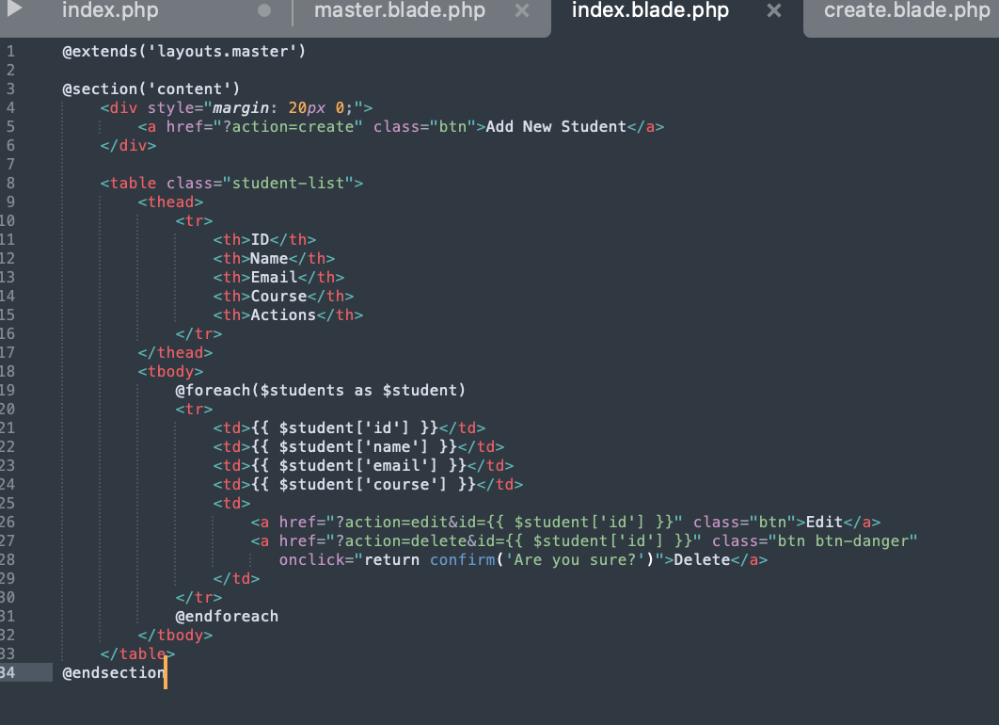 index.php master.blade.php index.blade.php create.blade.php
1 @extends('layouts.master')
2
3 @section('content')
4 <div style="margin: 20px 0;">
5 <a href="?action=create" class="btn">Add New Student</a>
6 </div>
7
8 <table class="student-list">
9 <thead>
10 <tr>
11 <th>ID</th>
12 <th>Name</th>
13 <th>Email</th>
14 <th>Course</th>
15 <th>Actions</th>
16 </tr>
17 </thead>
18 <tbody>
19 @foreach($students as $student)
20 <tr>
21 <td>{{ $student['id'] }}</td>
22 <td>{{ $student['name'] }}</td>
23 <td>{{ $student['email'] }}</td>
24 <td>{{ $student['course'] }}</td>
25 <td>
26 <a href="?action=edit&id={{ $student['id'] }}" class="btn">Edit</a>
27 <a href="?action=delete&id={{ $student['id'] }}" class="btn btn-danger"
28 onclick="return confirm('Are you sure?')">Delete</a>
29 </td>
30 </tr>
31 @endforeach
32 </tbody>
33 </table>
34 @endsection